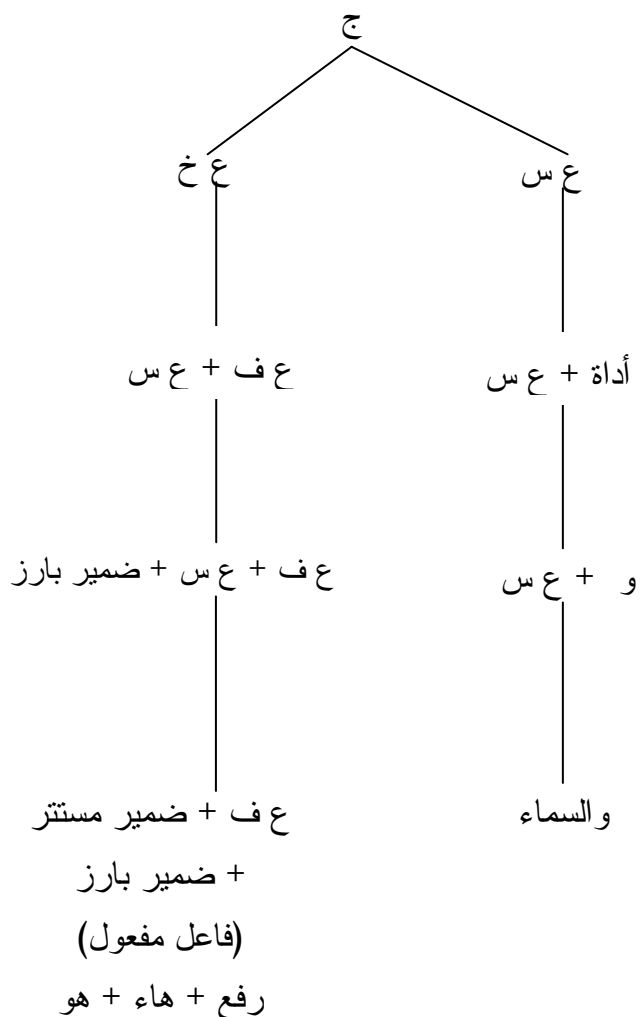 ج
ع س
ع خ
أداة + ع س
ع ف + ع س
و + ع س
ع ف + ع س + ضمير بارز
والسماء
ع ف + ضمير مستتر
+ ضمير بارز
(فاعل مفعول)
رفع + هاء + هو